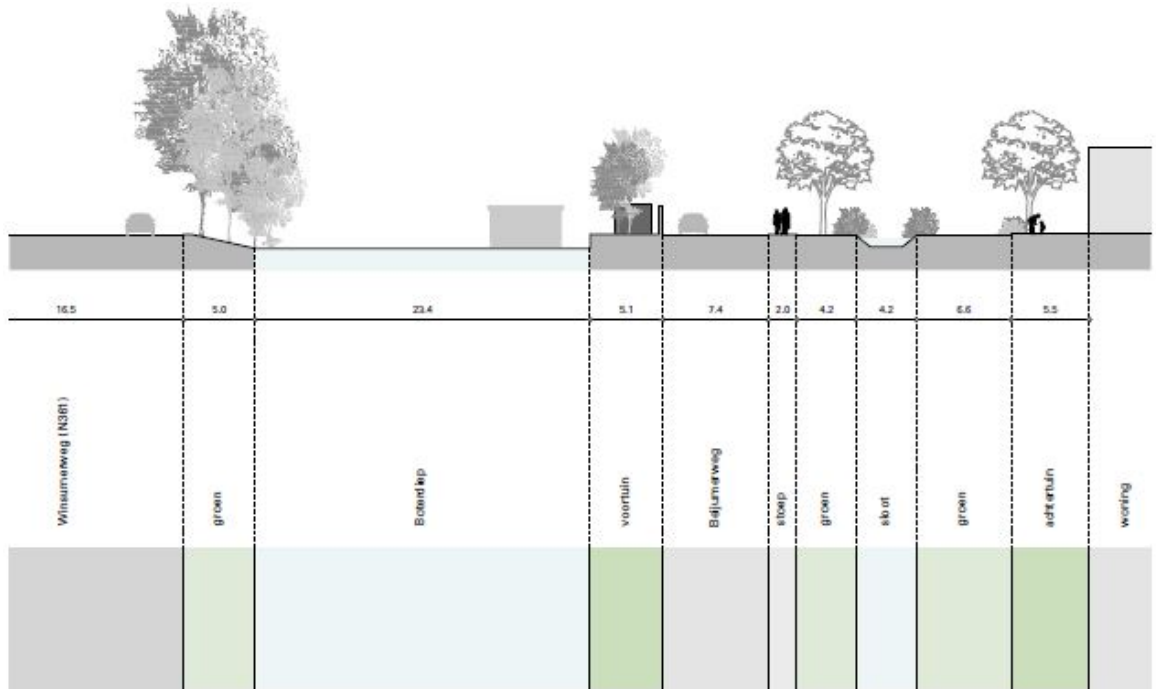 16.5
5.0
23.4
5.1
7.4
2.0
4.2
4.2
6.6
5.5
Winsumerweg (N361)
groen
Boterdiep
voortuin
Beijumerweg
stoep
groen
sloot
groen
achtertuin
woning